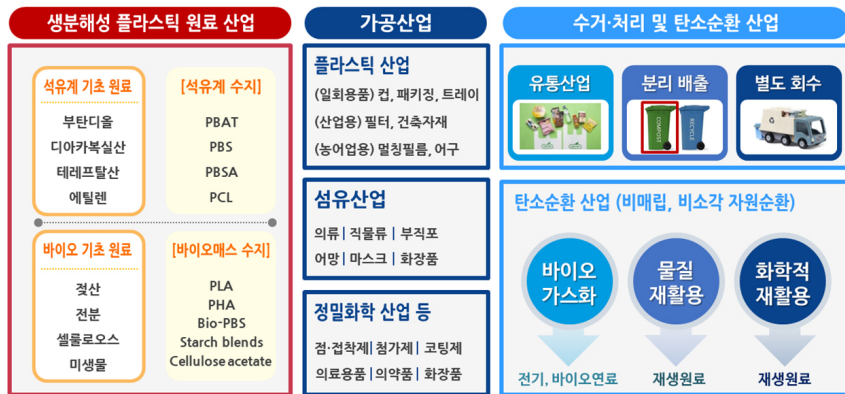 생분해성 플라스틱 원료 산업
석유계 기초 원료
부탄디올
디아카복실산
테레프탈산
에틸렌
[석유계 수지]
PBAT
PBS
PBSA
PCL
바이오 기초 원료
젖산
전분
셀룰로오스
미생물
[바이오매스 수지]
PLA
PHA
Bio-PBS
Starch blends
Cellulose acetate
가공산업
플라스틱 산업
(일회용품) 컵, 패키징, 트레이
(산업용) 필터, 건축자재
(농어업용) 멀칭필름, 어구
섬유산업
의류 | 직물류 | 부직포
어망 | 마스크 | 화장품
정밀화학 산업 등
점·접착제 | 첨가제 | 코팅제
의료용품 | 의약품 | 화장품
수거·처리 및 탄소순환 산업
유통산업
분리 배출
COMPOST
RECYCLE
별도 회수
탄소순환 산업 (비매립, 비소각 자원순환)
바이오
가스화
전기, 바이오연료
물질
재활용
재생원료
화학적
재활용
재생원료